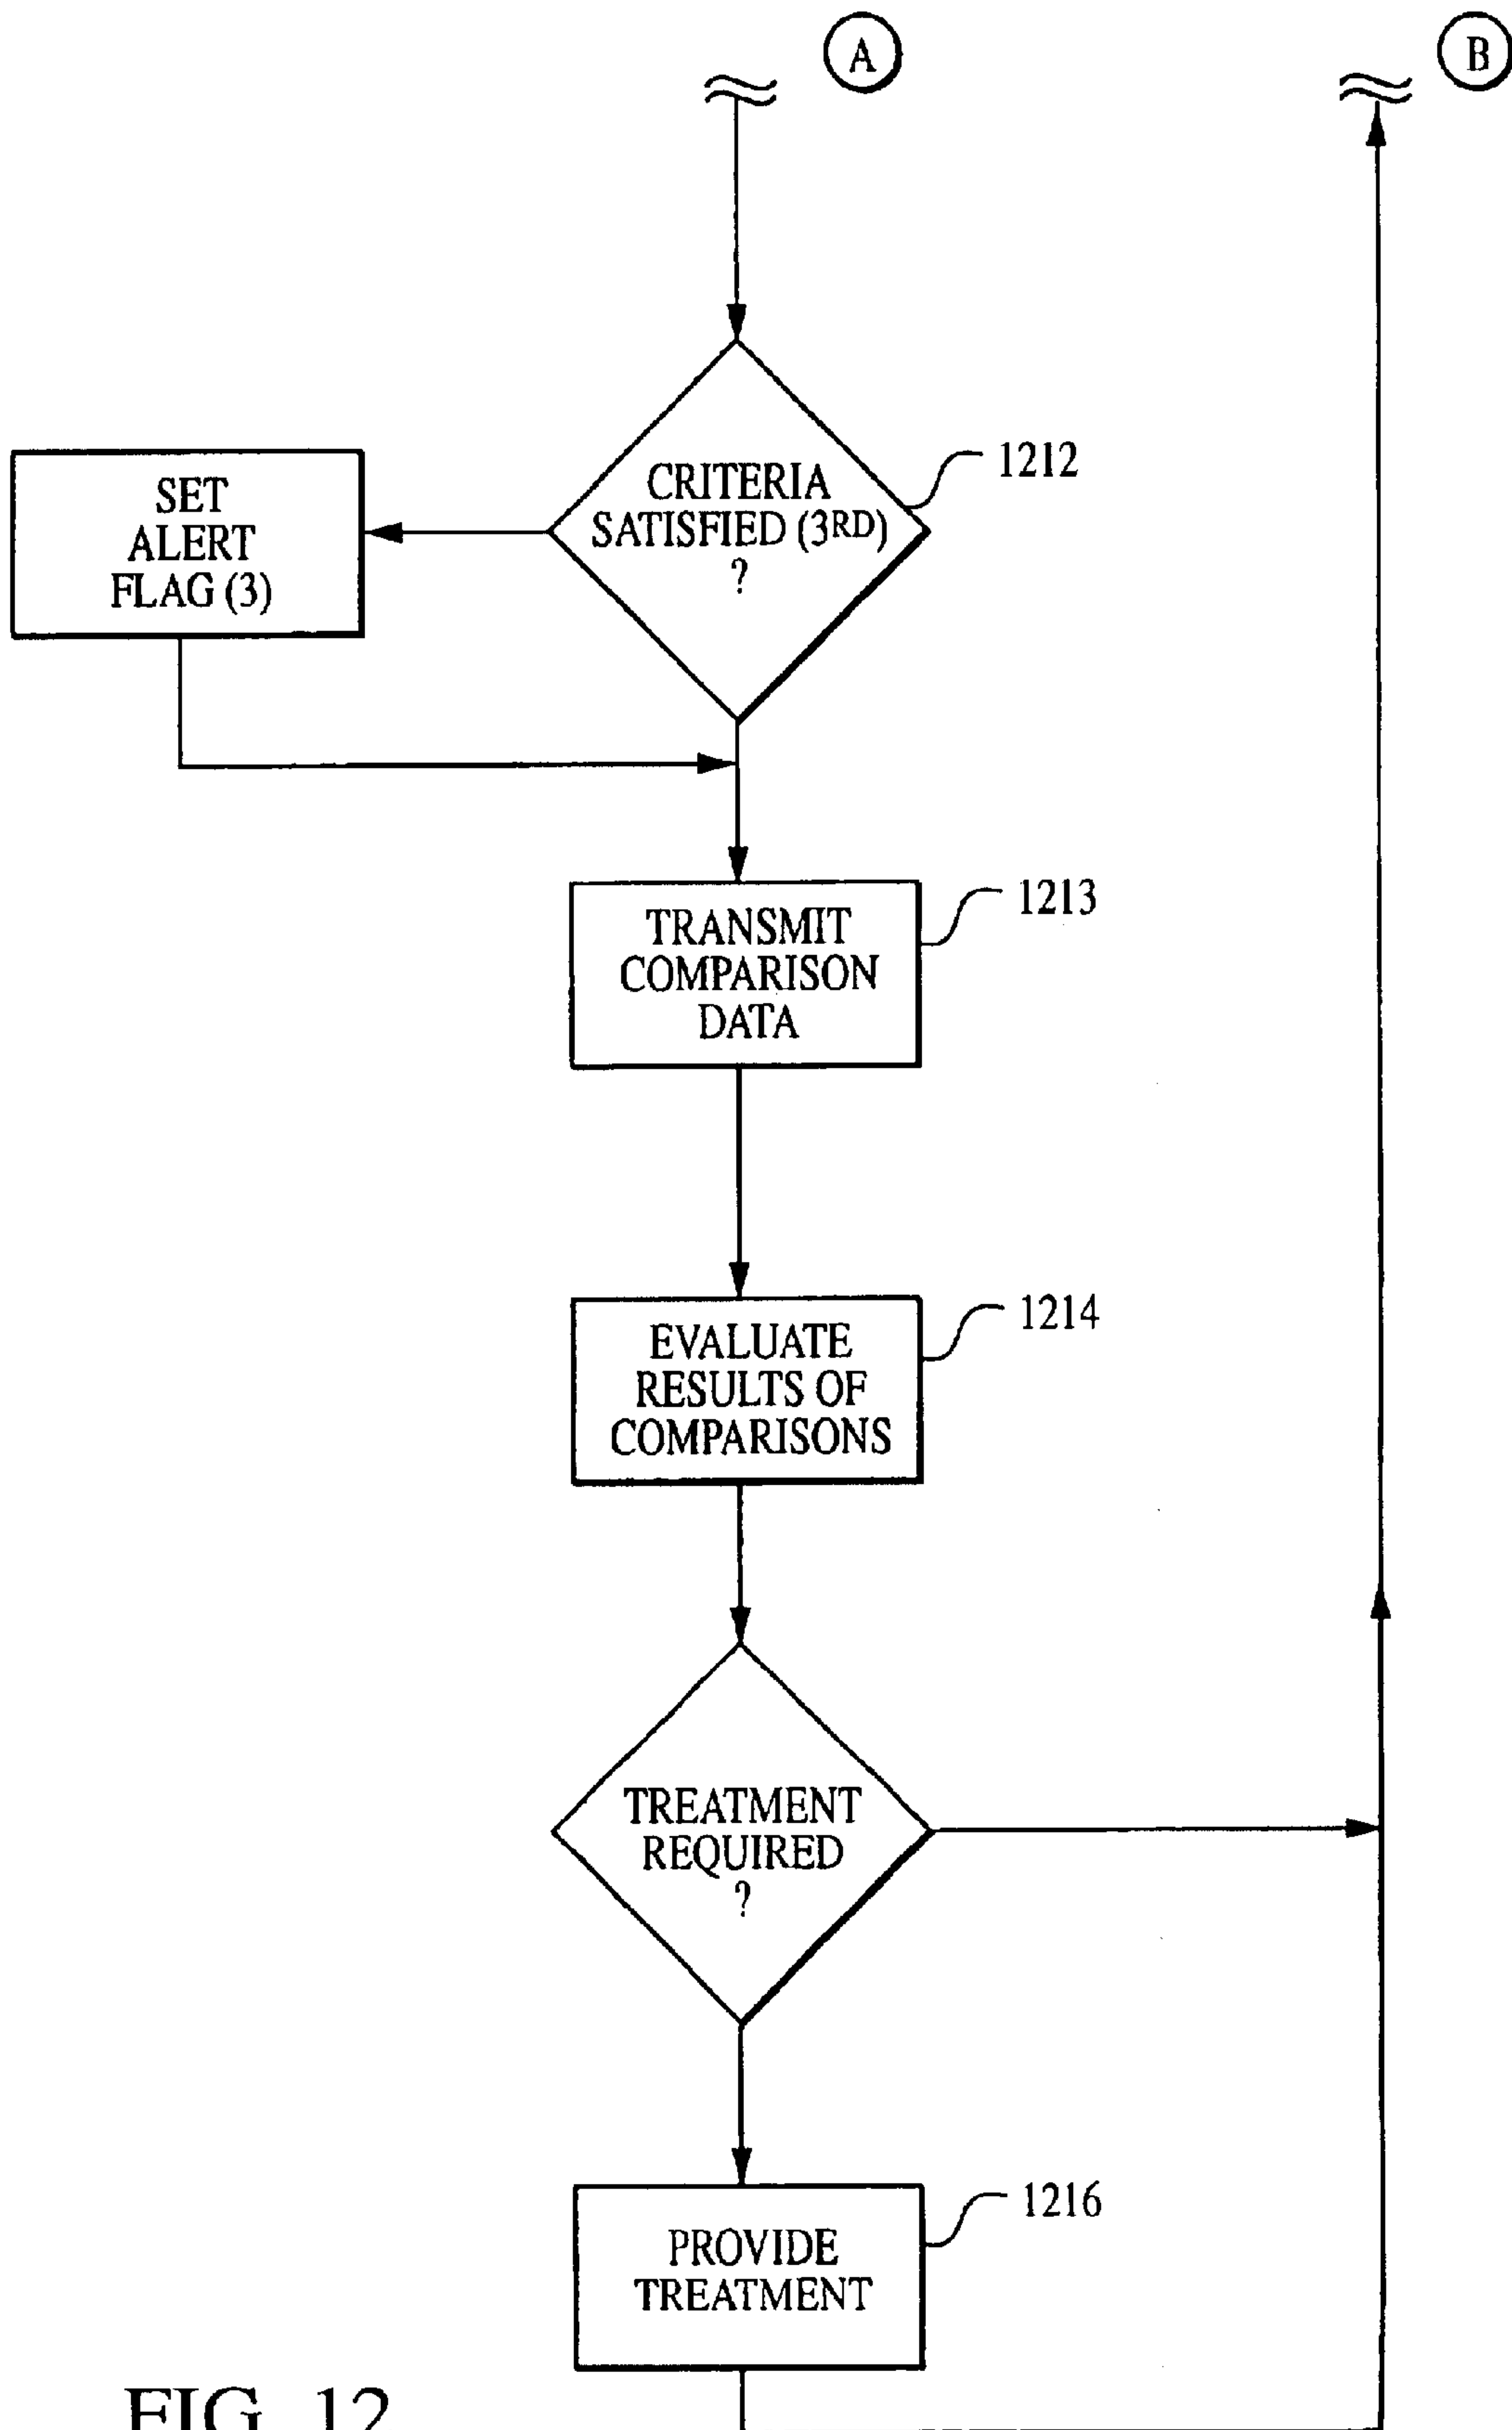 A
B
CRITERIA
SATISFIED (3RD)
?
1212
SET
ALERT
FLAG (3)
TRANSMIT
COMPARISON
DATA
1213
EVALUATE
RESULTS OF
COMPARISONS
1214
TREATMENT
REQUIRED
?
PROVIDE
TREATMENT
1216
FIG. 12